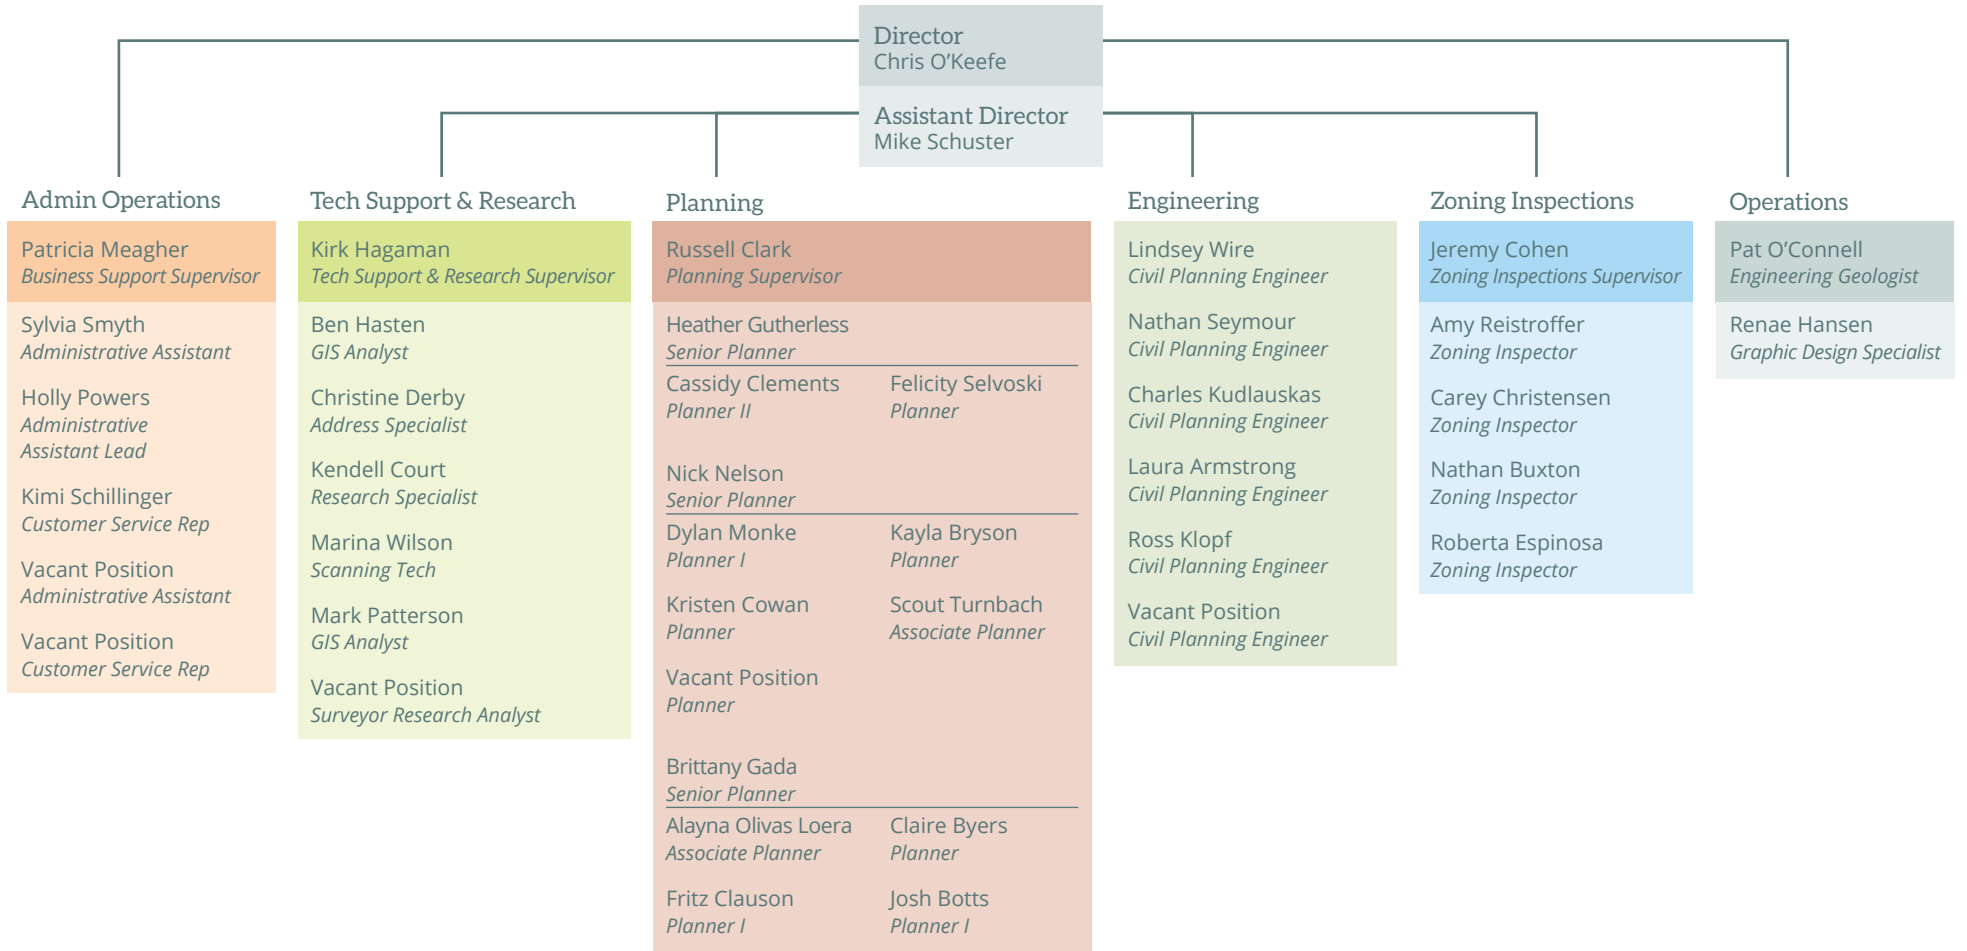 Director
Chris O’Keefe
Assistant Director
Mike Schuster
Admin Operations
Patricia Meagher
Business Support Supervisor
Sylvia Smyth
Administrative Assistant
Holly Powers
Administrative
Assistant Lead
Kimi Schillinger
Customer Service Rep
Vacant Position
Administrative Assistant
Vacant Position
Customer Service Rep
Tech Support & Research
Kirk Hagaman
Tech Support & Research Supervisor
Ben Hasten
GIS Analyst
Christine Derby
Address Specialist
Kendell Court
Research Specialist
Marina Wilson
Scanning Tech
Mark Patterson
GIS Analyst
Vacant Position
Surveyor Research Analyst
Planning
Russell Clark
Planning Supervisor
Heather Gutherless
Senior Planner
Cassidy Clements
Planner II
Felicity Selvoski
Planner
Nick Nelson
Senior Planner
Dylan Monke
Planner I
Kayla Bryson
Planner
Kristen Cowan
Planner
Scout Turnbach
Associate Planner
Vacant Position
Planner
Brittany Gada
Senior Planner
Alayna Olivas Loera
Associate Planner
Claire Byers
Planner
Fritz Clauson
Planner I
Josh Botts
Planner I
Engineering
Lindsey Wire
Civil Planning Engineer
Nathan Seymour
Civil Planning Engineer
Charles Kudlauskas
Civil Planning Engineer
Laura Armstrong
Civil Planning Engineer
Ross Klopf
Civil Planning Engineer
Vacant Position
Civil Planning Engineer
Zoning Inspections
Jeremy Cohen
Zoning Inspections Supervisor
Amy Reistroffer
Zoning Inspector
Carey Christensen
Zoning Inspector
Nathan Buxton
Zoning Inspector
Roberta Espinosa
Zoning Inspector
Operations
Pat O’Connell
Engineering Geologist
Renae Hansen
Graphic Design Specialist